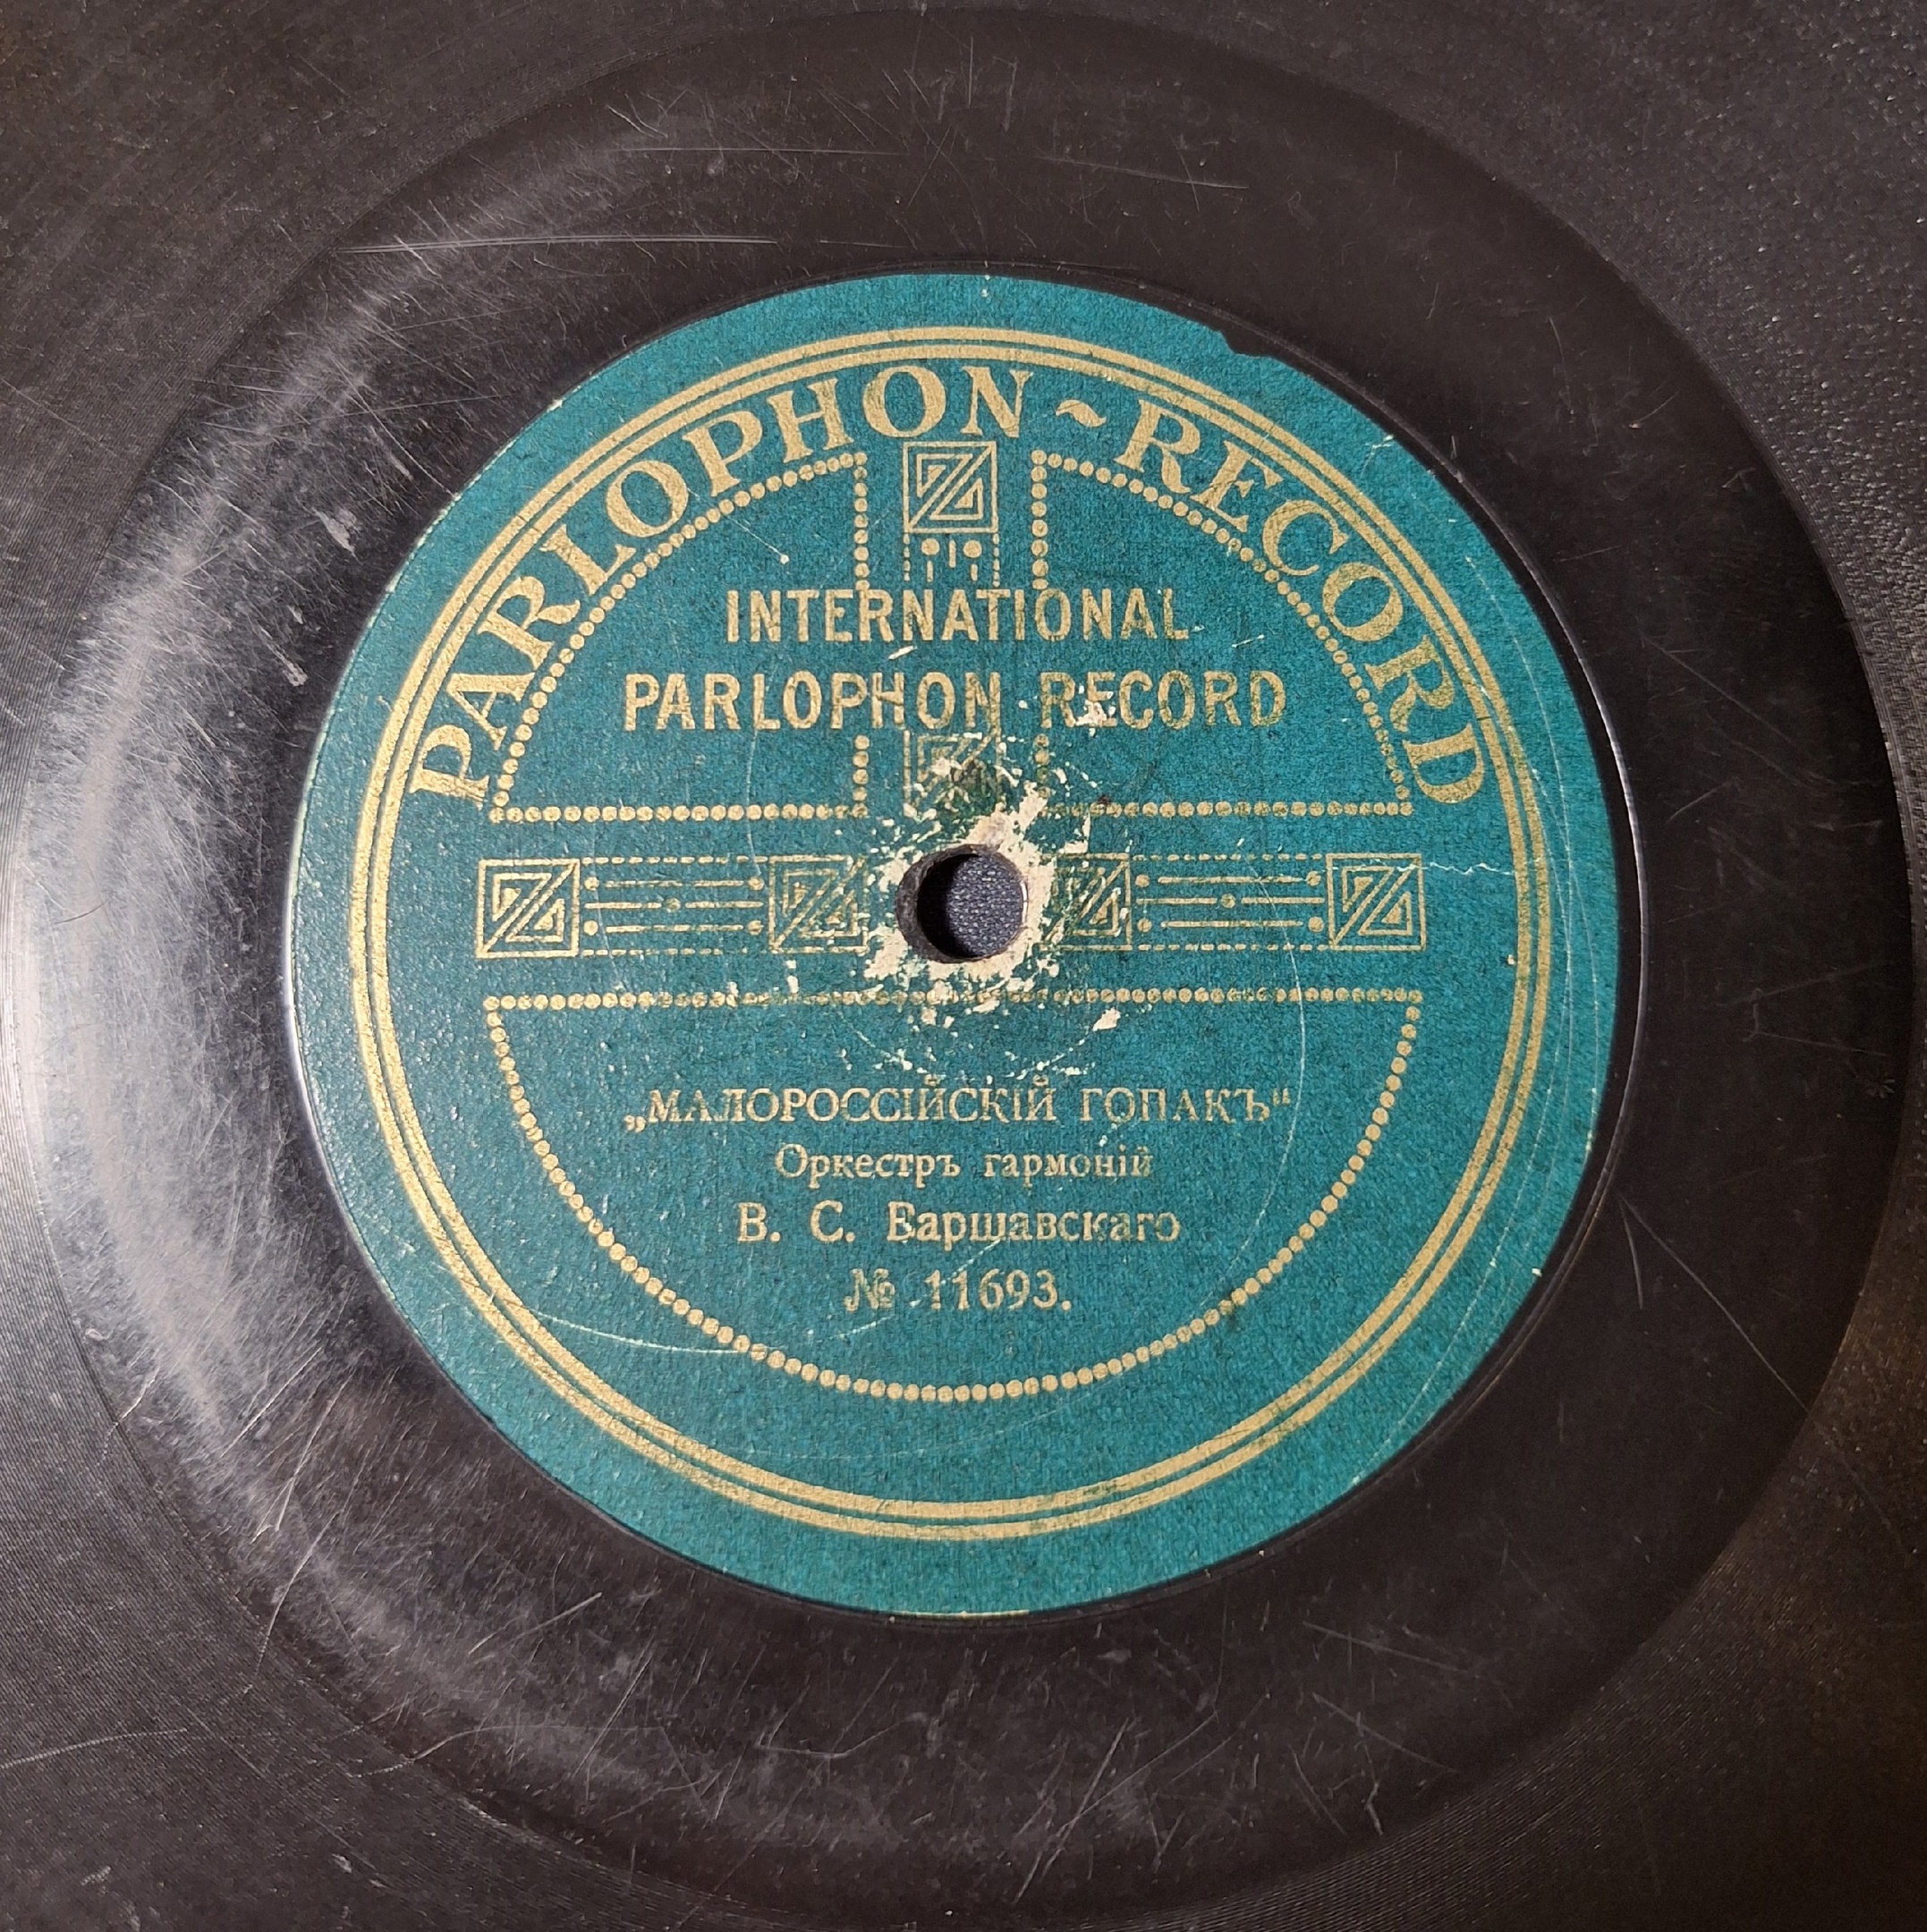 PARLOPHON ~ RECORD
INTERNATIONAL
PARLOPHON RECORD
„МАЛОРОССІЙСКІЙ ГОПАКЪ“
Оркестръ гармоній
В. С. Варшавскаго
№ 11693.